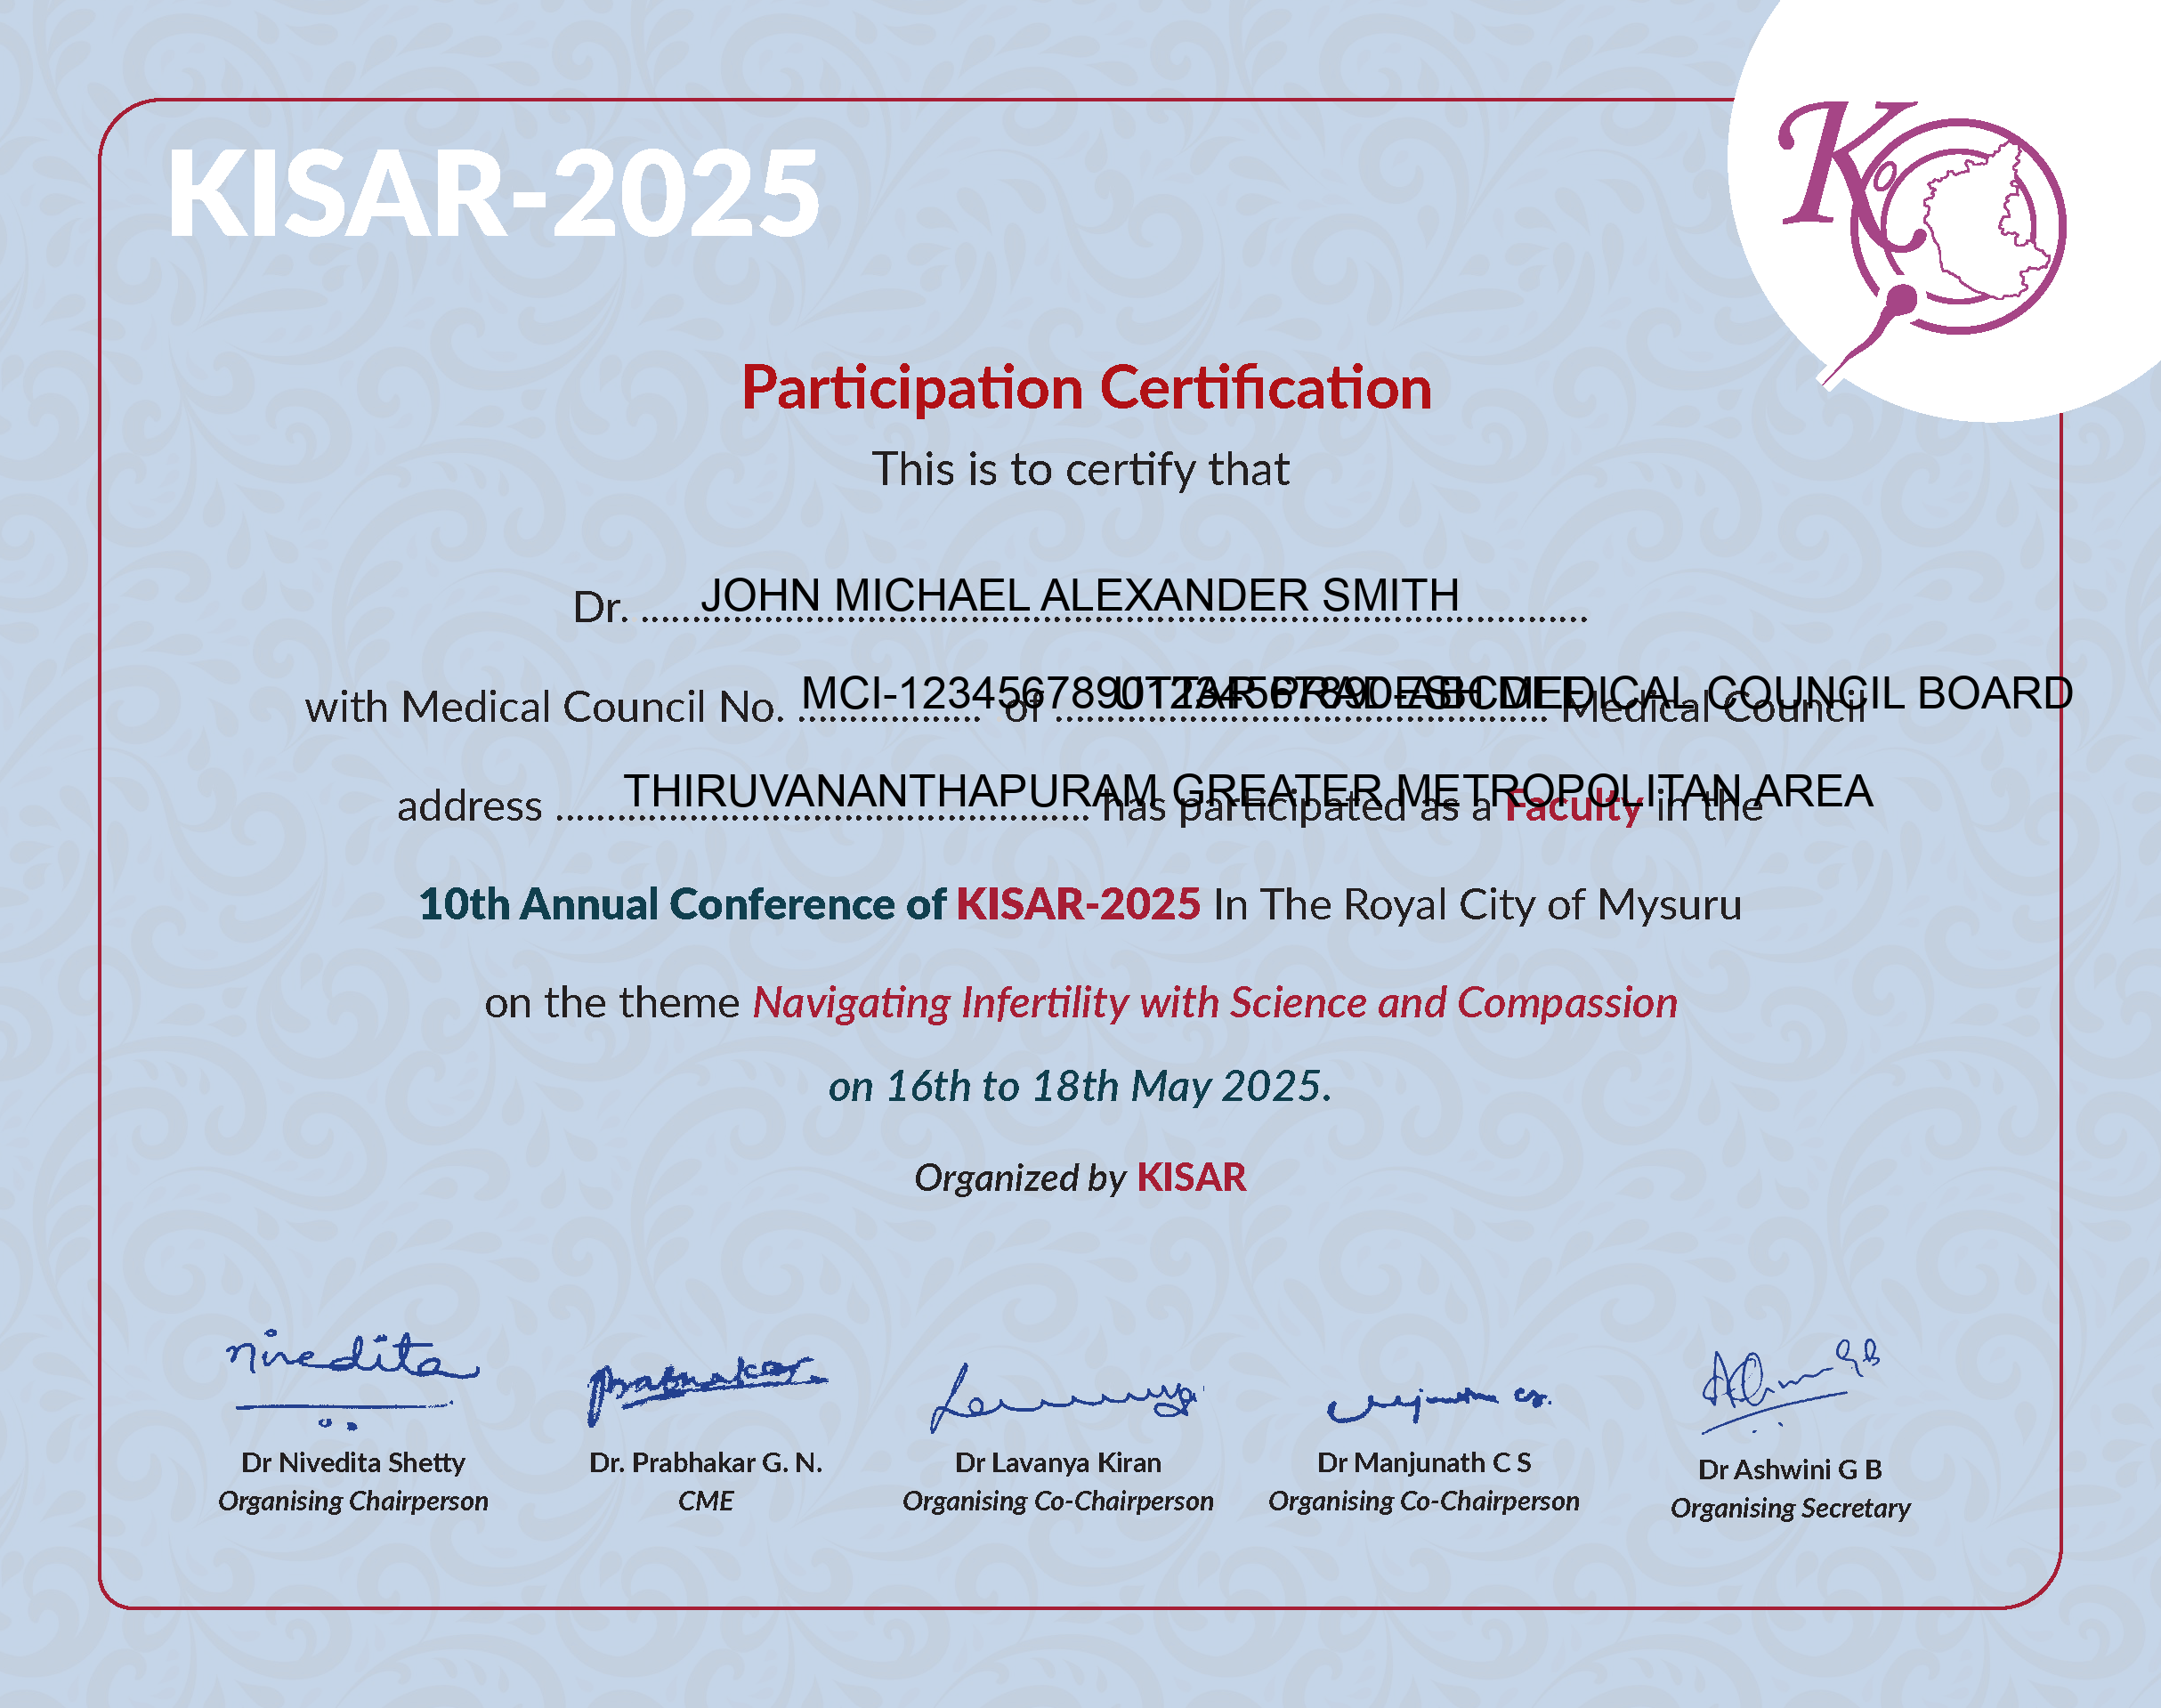 KISAR-2025
Participation Certification
This is to certify that
Dr. JOHN MICHAEL ALEXANDER SMITH
with Medical Council No. MCI-12345678901234567890-ABCDEF of UTTAR PRADESH MEDICAL COUNCIL BOARD Medical Council
address THIRUVANANTHAPURAM GREATER METROPOLITAN AREA has participated as a Faculty in the
10th Annual Conference of KISAR-2025 In The Royal City of Mysuru
on the theme Navigating Infertility with Science and Compassion
on 16th to 18th May 2025.
Organized by KISAR
nivedita
Prabhakar
Dr Nivedita Shetty
Organising Chairperson
Dr. Prabhakar G. N.
CME
Dr Lavanya Kiran
Organising Co-Chairperson
Dr Manjunath C S
Organising Co-Chairperson
Dr Ashwini G B
Organising Secretary